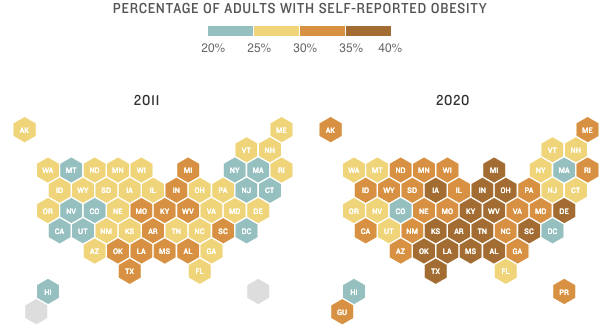 PERCENTAGE OF ADULTS WITH SELF-REPORTED OBESITY
20% 25% 30% 35% 40%
2011
AK
ME
VT NH
WA MT ND MN WI MI NY MA RI
ID WY SD IA IL IN OH PA NJ CT
OR NV CO NE MO KY WV VA MD DE
CA UT NM KS AR TN NC SC DC
AZ OK LA MS AL GA
TX FL
HI
2020
AK
ME
VT NH
WA MT ND MN WI MI NY MA RI
ID WY SD IA IL IN OH PA NJ CT
OR NV CO NE MO KY WV VA MD DE
CA UT NM KS AR TN NC SC DC
AZ OK LA MS AL GA
TX FL
HI PR
GU